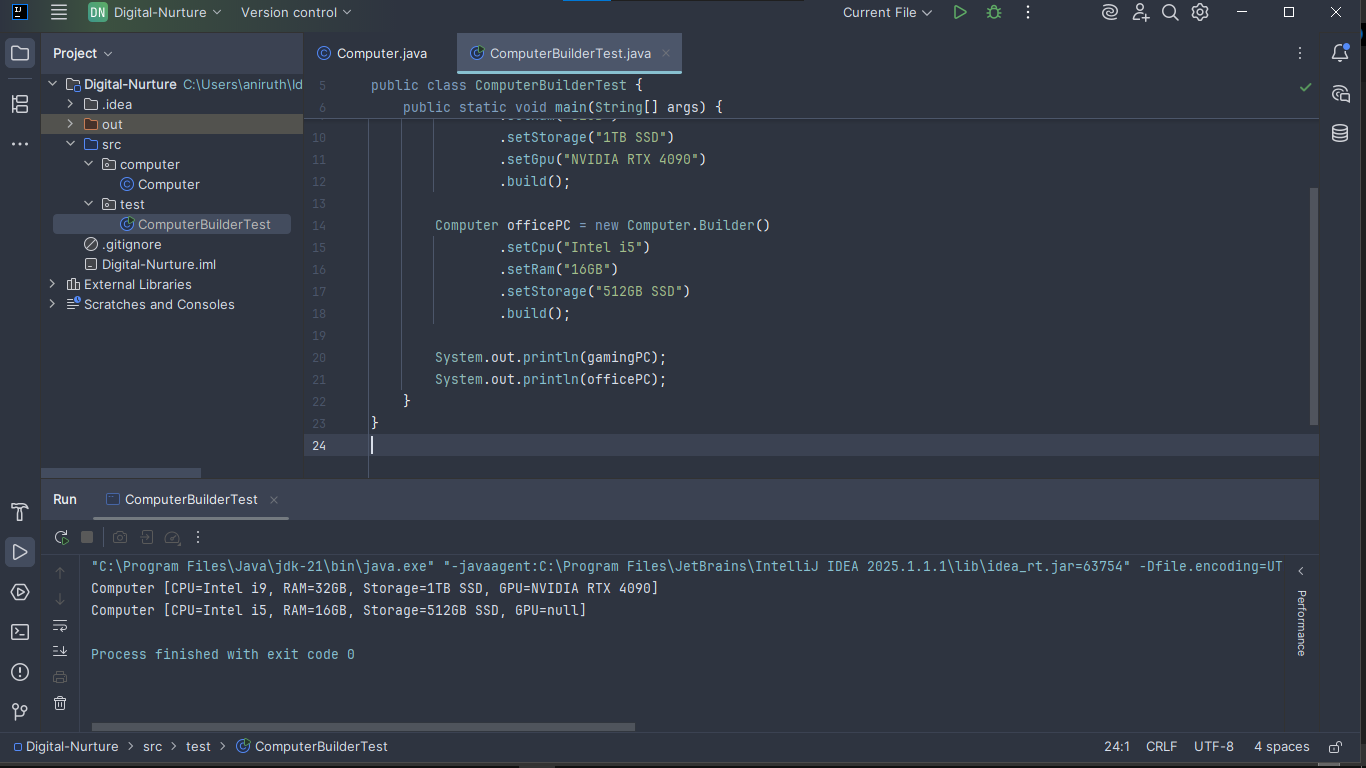 DN Digital-Nurture Version control Current File
Project Computer.java ComputerBuilderTest.java
Digital-Nurture C:\Users\aniruth\Id
.idea
out
src
computer
Computer
test
ComputerBuilderTest
.gitignore
Digital-Nurture.iml
External Libraries
Scratches and Consoles
5 public class ComputerBuilderTest {
6 public static void main(String[] args) {
10 .setStorage("1TB SSD")
11 .setGpu("NVIDIA RTX 4090")
12 .build();
13
14 Computer officePC = new Computer.Builder()
15 .setCpu("Intel i5")
16 .setRam("16GB")
17 .setStorage("512GB SSD")
18 .build();
19
20 System.out.println(gamingPC);
21 System.out.println(officePC);
22 }
23 }
24
Run ComputerBuilderTest
"C:\Program Files\Java\jdk-21\bin\java.exe" "-javaagent:C:\Program Files\JetBrains\IntelliJ IDEA 2025.1.1.1\lib\idea_rt.jar=63754" -Dfile.encoding=UT
Computer [CPU=Intel i9, RAM=32GB, Storage=1TB SSD, GPU=NVIDIA RTX 4090]
Computer [CPU=Intel i5, RAM=16GB, Storage=512GB SSD, GPU=null]
Process finished with exit code 0
Performance
Digital-Nurture > src > test > ComputerBuilderTest 24:1 CRLF UTF-8 4 spaces